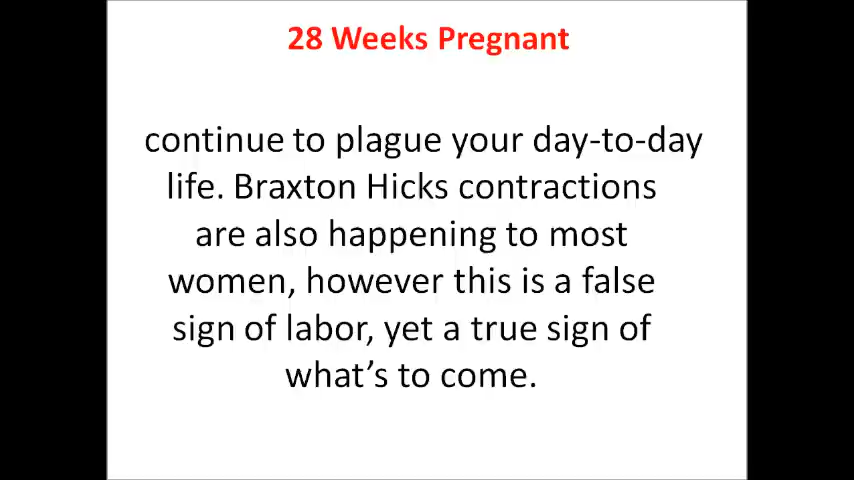 28 Weeks Pregnant
continue to plague your day-to-day
life. Braxton Hicks contractions
are also happening to most
women, however this is a false
sign of labor, yet a true sign of
what’s to come.